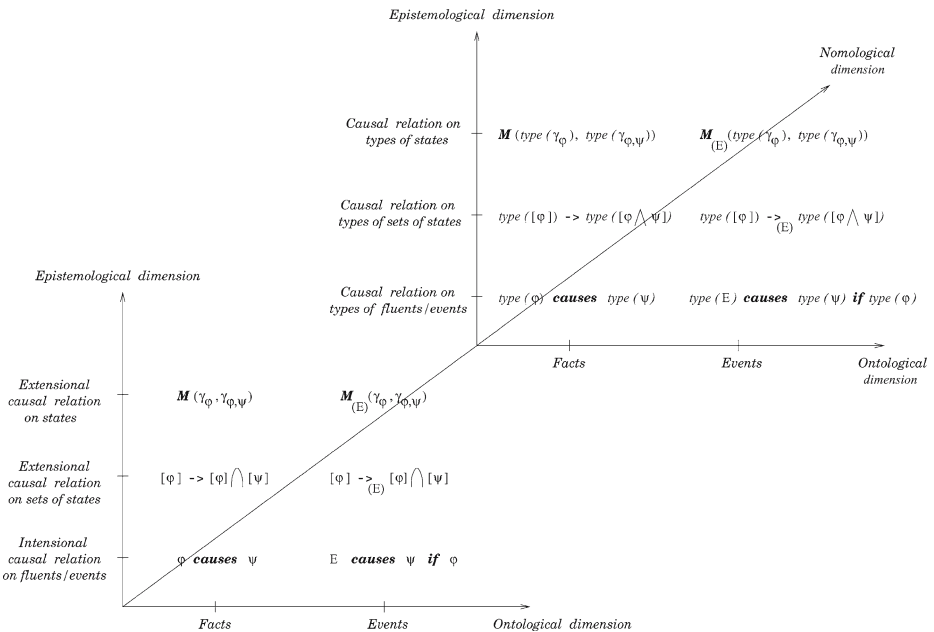 Epistemological dimension
Nomological
dimension
Causal relation on
types of states
M (type (γφ), type (γφ,ψ))
M(E) (type (γφ), type (γφ,ψ))
Causal relation on
types of sets of states
type ([φ]) -> type ([φ ⋀ ψ])
type ([φ]) ->(E) type ([φ ⋀ ψ])
Causal relation on
types of fluents/events
type (φ) causes type (ψ)
type (E) causes type (ψ) if type (φ)
Facts
Events
Ontological
dimension
Epistemological dimension
Extensional
causal relation
on states
M (γφ, γφ,ψ)
M(E) (γφ, γφ,ψ)
Extensional
causal relation
on sets of states
[φ] -> [φ] ⋂ [ψ]
[φ] ->(E) [φ] ⋂ [ψ]
Intensional
causal relation
on fluents/events
φ causes ψ
E causes ψ if φ
Facts
Events
Ontological dimension